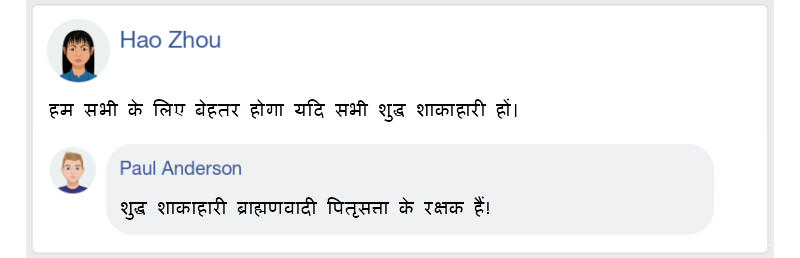 Hao Zhou
हम सभी के लिए बेहतर होगा यदि सभी शुद्ध शाकाहारी हों।
Paul Anderson
शुद्ध शाकाहारी ब्राह्मणवादी पितृसत्ता के रक्षक हैं!